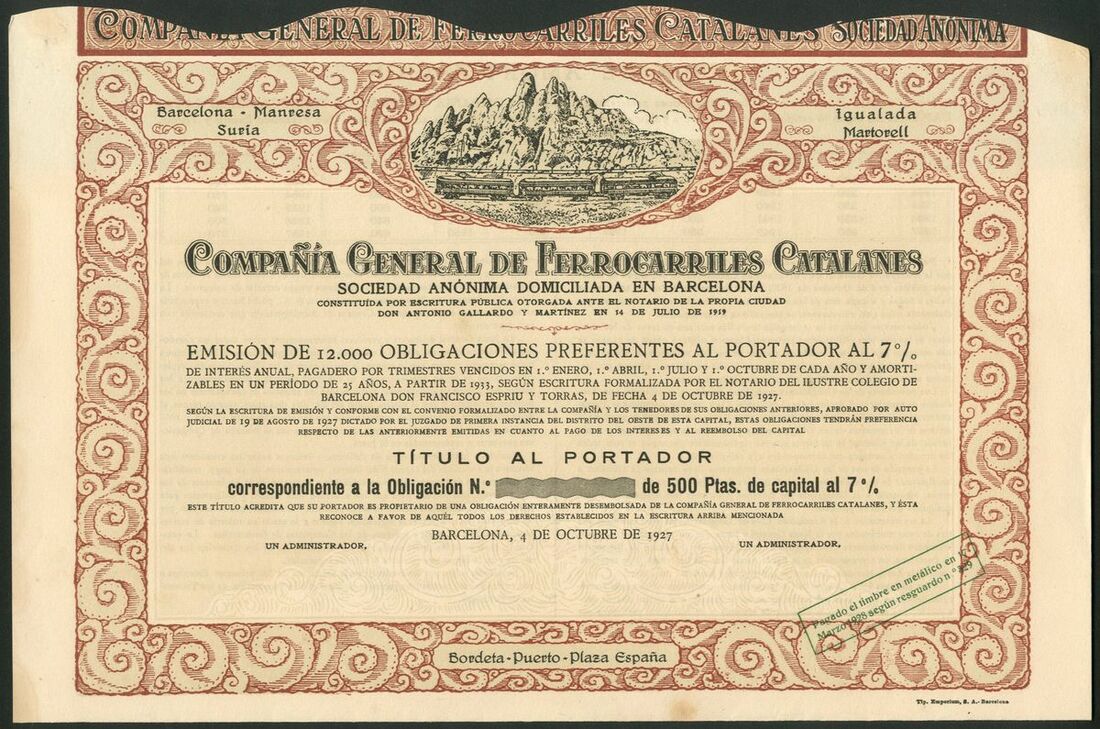 COMPAÑÍA GENERAL DE FERROCARRILES CATALANES SOCIEDAD ANÓNIMA
Barcelona - Manresa
Suria
Igualada
Martorell
COMPAÑÍA GENERAL DE FERROCARRILES CATALANES
SOCIEDAD ANÓNIMA DOMICILIADA EN BARCELONA
CONSTITUÍDA POR ESCRITURA PÚBLICA OTORGADA ANTE EL NOTARIO DE LA PROPIA CIUDAD
DON ANTONIO GALLARDO Y MARTÍNEZ EN 14 DE JULIO DE 1919
EMISIÓN DE 12.000 OBLIGACIONES PREFERENTES AL PORTADOR AL 7%
DE INTERÉS ANUAL, PAGADERO POR TRIMESTRES VENCIDOS EN 1.º ENERO, 1.º ABRIL, 1.º JULIO Y 1.º OCTUBRE DE CADA AÑO Y AMORTI-
ZABLES EN UN PERÍODO DE 25 AÑOS, A PARTIR DE 1933, SEGÚN ESCRITURA FORMALIZADA POR EL NOTARIO DEL ILUSTRE COLEGIO DE
BARCELONA DON FRANCISCO ESPRIU Y TORRAS, DE FECHA 4 DE OCTUBRE DE 1927.
SEGÚN LA ESCRITURA DE EMISIÓN Y CONFORME CON EL CONVENIO FORMALIZADO ENTRE LA COMPAÑÍA Y LOS TENEDORES DE SUS OBLIGACIONES ANTERIORES, APROBADO POR AUTO
JUDICIAL DE 19 DE AGOSTO DE 1927 DICTADO POR EL JUZGADO DE PRIMERA INSTANCIA DEL DISTRITO DEL OESTE DE ESTA CAPITAL, ESTAS OBLIGACIONES TENDRÁN PREFERENCIA
RESPECTO DE LAS ANTERIORMENTE EMITIDAS EN CUANTO AL PAGO DE LOS INTERESES Y AL REEMBOLSO DEL CAPITAL
TÍTULO AL PORTADOR
correspondiente a la Obligación N.º de 500 Ptas. de capital al 7%
ESTE TÍTULO ACREDITA QUE SU PORTADOR ES PROPIETARIO DE UNA OBLIGACIÓN ENTERAMENTE DESEMBOLSADA DE LA COMPAÑÍA GENERAL DE FERROCARRILES CATALANES, Y ÉSTA
RECONOCE A FAVOR DE AQUÉL TODOS LOS DERECHOS ESTABLECIDOS EN LA ESCRITURA ARRIBA MENCIONADA
BARCELONA, 4 DE OCTUBRE DE 1927
UN ADMINISTRADOR,
UN ADMINISTRADOR,
Pagado el timbre en metálico en
Marzo 1928 según resguardo n.º
Bordeta - Puerto - Plaza España
Tip. Emporium, S. A. - Barcelona